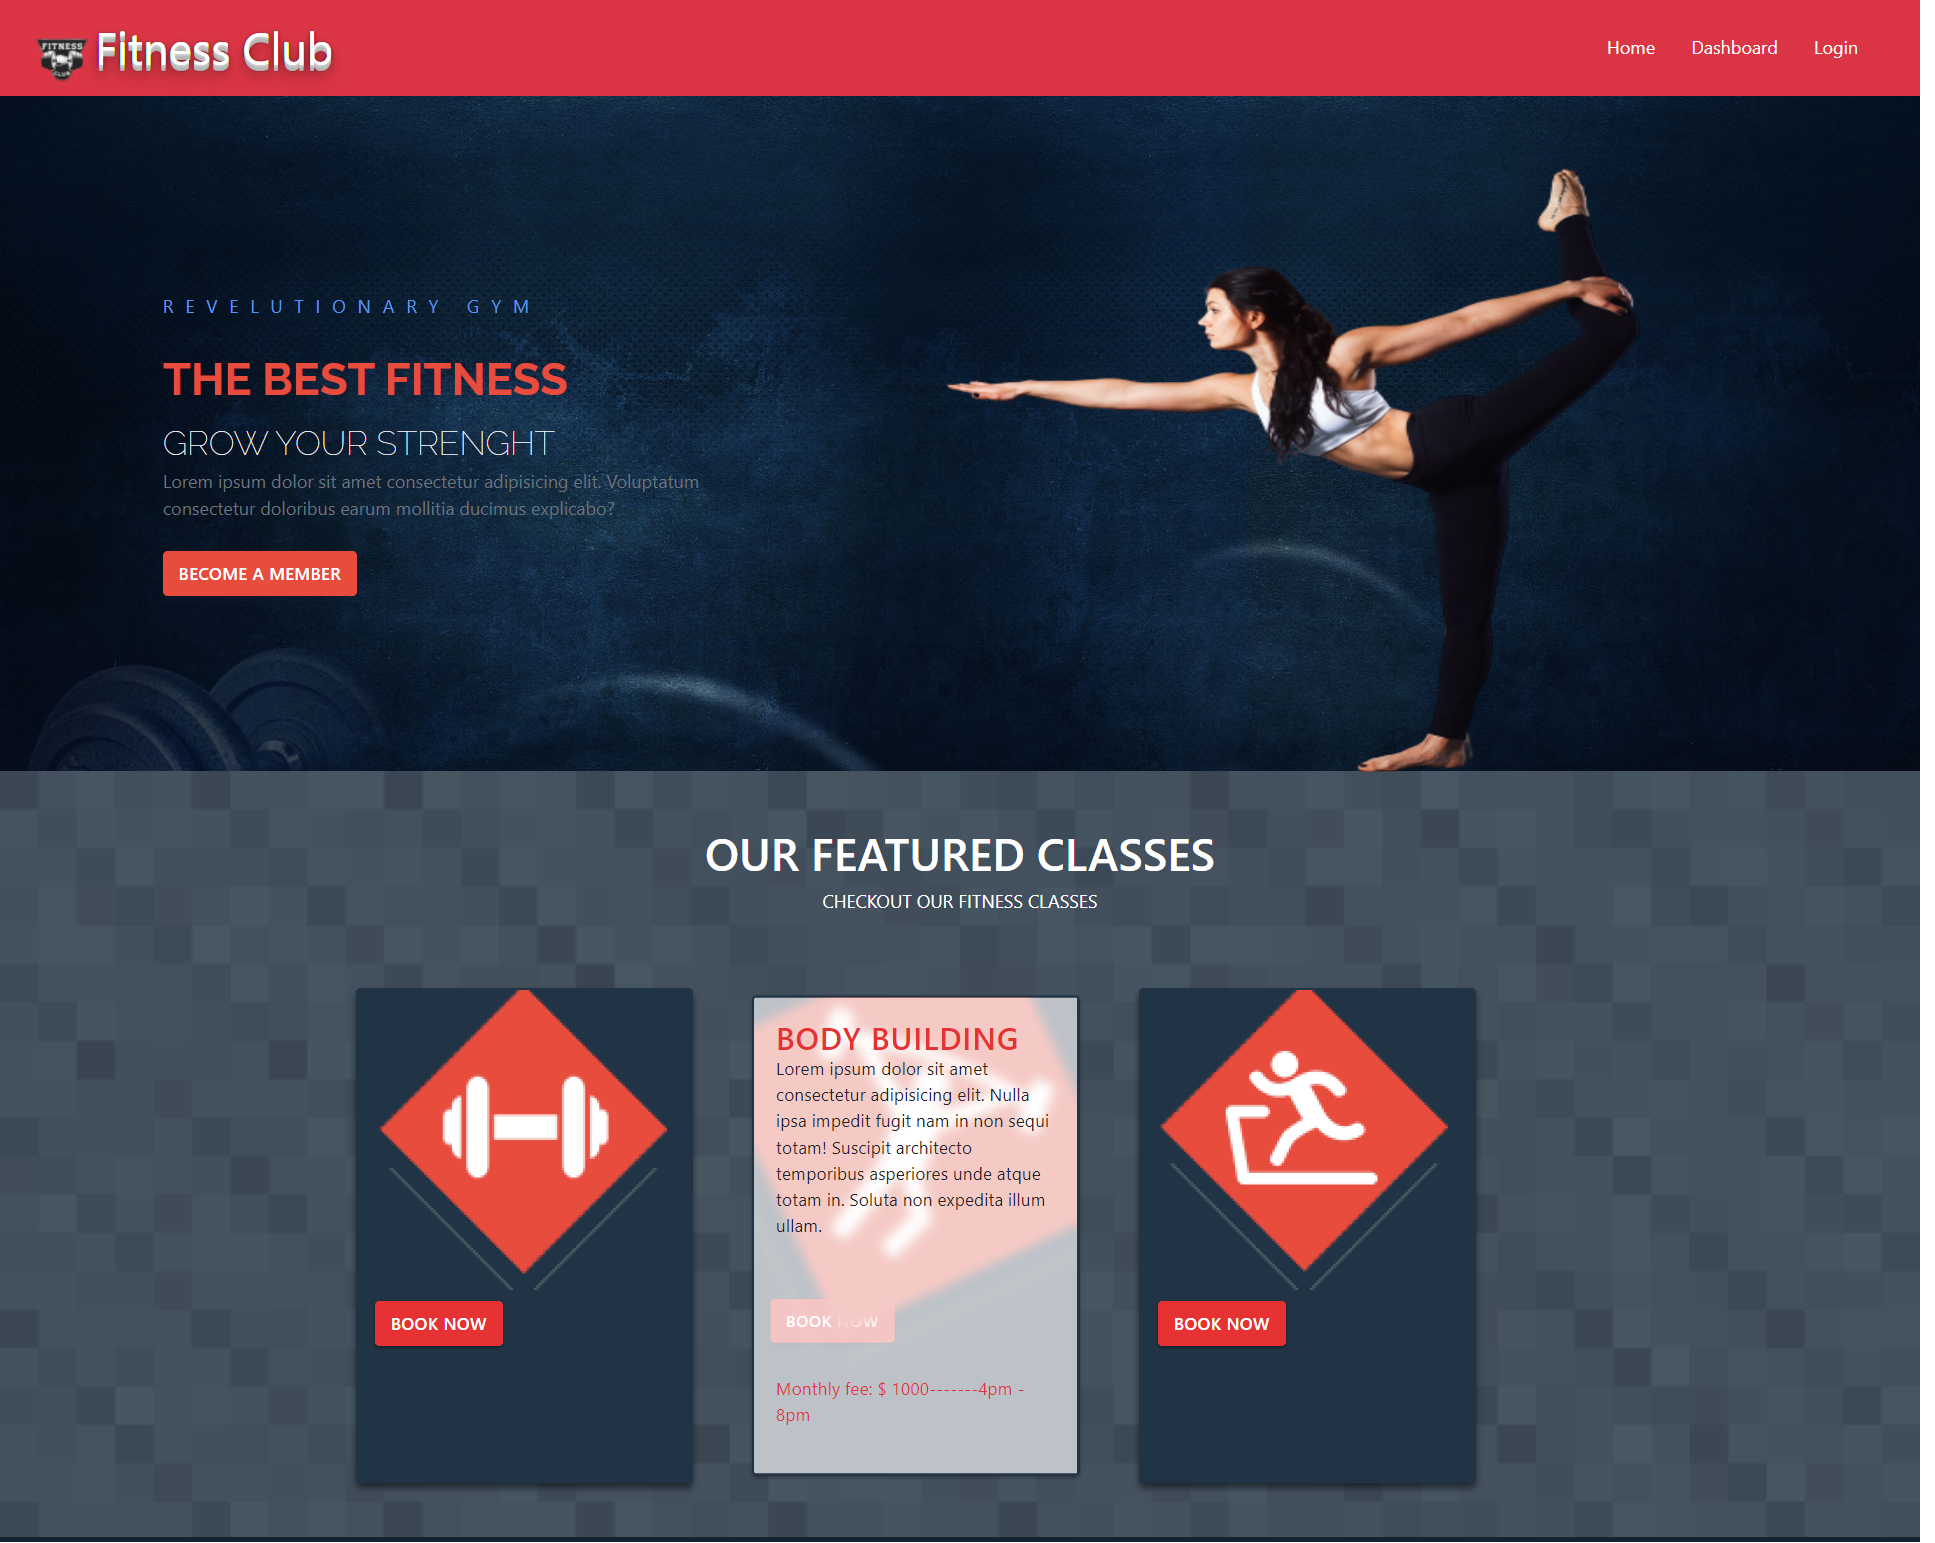 FITNESS
CLUB
Fitness Club
Home Dashboard Login
REVELUTIONARY GYM
THE BEST FITNESS
GROW YOUR STRENGHT
Lorem ipsum dolor sit amet consectetur adipisicing elit. Voluptatum
consectetur doloribus earum mollitia ducimus explicabo?
BECOME A MEMBER
OUR FEATURED CLASSES
CHECKOUT OUR FITNESS CLASSES
BOOK NOW
BODY BUILDING
Lorem ipsum dolor sit amet
consectetur adipisicing elit. Nulla
ipsa impedit fugit nam in non sequi
totam! Suscipit architecto
temporibus asperiores unde atque
totam in. Soluta non expedita illum
ullam.
BOOK NOW
Monthly fee: $ 1000-------4pm -
8pm
BOOK NOW